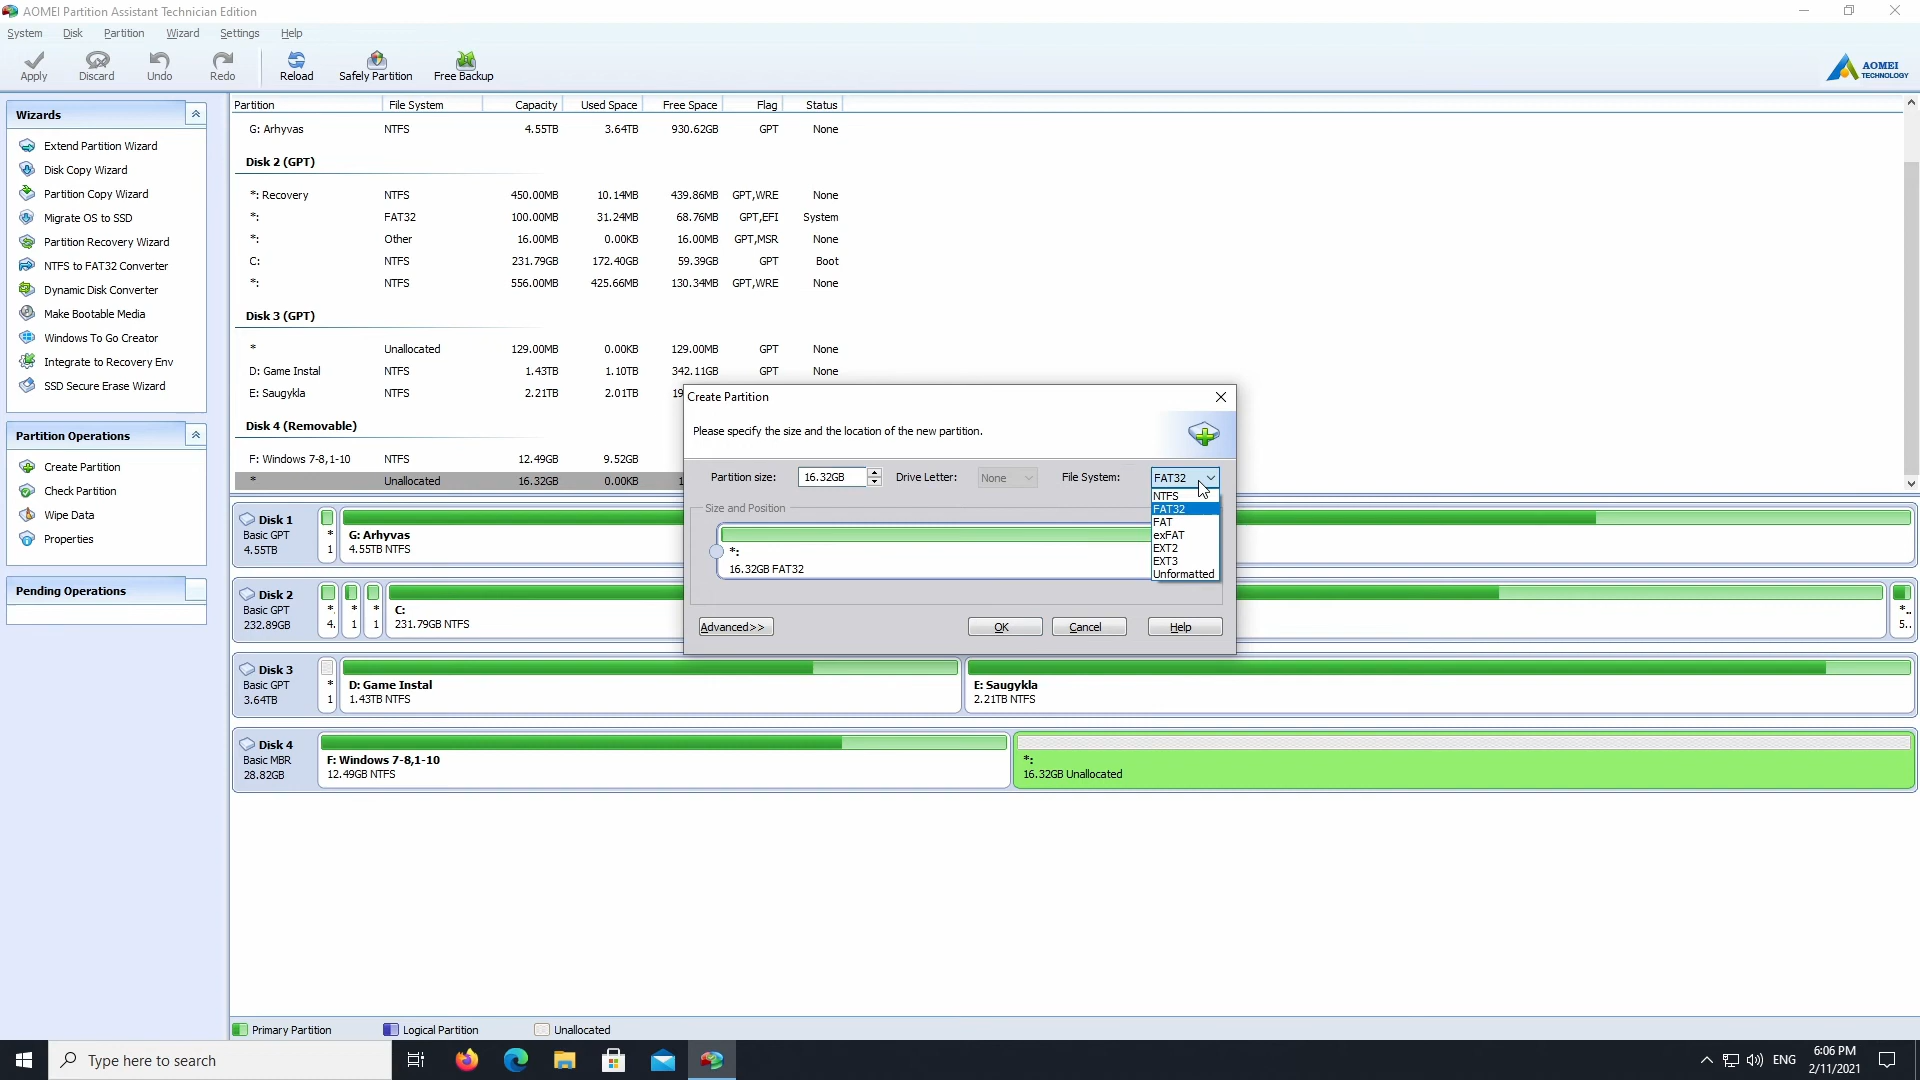 AOMEI Partition Assistant Technician Edition
System Disk Partition Wizard Settings Help
Apply Discard Undo Redo Reload Safely Partition Free Backup
AOMEI
TECHNOLOGY
Wizards
Extend Partition Wizard
Disk Copy Wizard
Partition Copy Wizard
Migrate OS to SSD
Partition Recovery Wizard
NTFS to FAT32 Converter
Dynamic Disk Converter
Make Bootable Media
Windows To Go Creator
Integrate to Recovery Env
SSD Secure Erase Wizard
Partition Operations
Create Partition
Check Partition
Wipe Data
Properties
Pending Operations
Partition File System Capacity Used Space Free Space Flag Status
G: Arhyvas NTFS 4.55TB 3.64TB 930.62GB GPT None
Disk 2 (GPT)
*: Recovery NTFS 450.00MB 10.14MB 439.86MB GPT,WRE None
*: FAT32 100.00MB 31.24MB 68.76MB GPT,EFI System
*: Other 16.00MB 0.00KB 16.00MB GPT,MSR None
C: NTFS 231.79GB 172.40GB 59.39GB GPT Boot
*: NTFS 556.00MB 425.66MB 130.34MB GPT,WRE None
Disk 3 (GPT)
* Unallocated 129.00MB 0.00KB 129.00MB GPT None
D: Game Instal NTFS 1.43TB 1.10TB 342.11GB GPT None
E: Saugykla NTFS 2.21TB 2.01TB 19
Disk 4 (Removable)
F: Windows 7-8,1-10 NTFS 12.49GB 9.52GB
* Unallocated 16.32GB 0.00KB 1
Create Partition
Please specify the size and the location of the new partition.
Partition size: 16.32GB Drive Letter: None File System: FAT32
NTFS
FAT32
FAT
exFAT
EXT2
EXT3
Unformatted
Size and Position
*:
16.32GB FAT32
Advanced>> OK Cancel Help
Disk 1
Basic GPT
4.55TB
*
1
G: Arhyvas
4.55TB NTFS
Disk 2
Basic GPT
232.89GB
*. * *
4. 1 1
C:
231.79GB NTFS
*..
5..
Disk 3
Basic GPT
3.64TB
*
1
D: Game Instal
1.43TB NTFS
E: Saugykla
2.21TB NTFS
Disk 4
Basic MBR
28.82GB
F: Windows 7-8,1-10
12.49GB NTFS
*:
16.32GB Unallocated
Primary Partition Logical Partition Unallocated
Type here to search
ENG
6:06 PM
2/11/2021